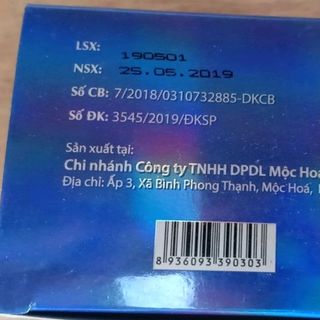 LSX: 190501
NSX: 25.05.2019
Số CB: 7/2018/0310732885-DKCB
Số ĐK: 3545/2019/ĐKSP
Sản xuất tại:
Chi nhánh Công ty TNHH DPDL Mộc Hoá
Địa chỉ: Ấp 3, Xã Bình Phong Thạnh, Mộc Hoá,
8 936093 390303